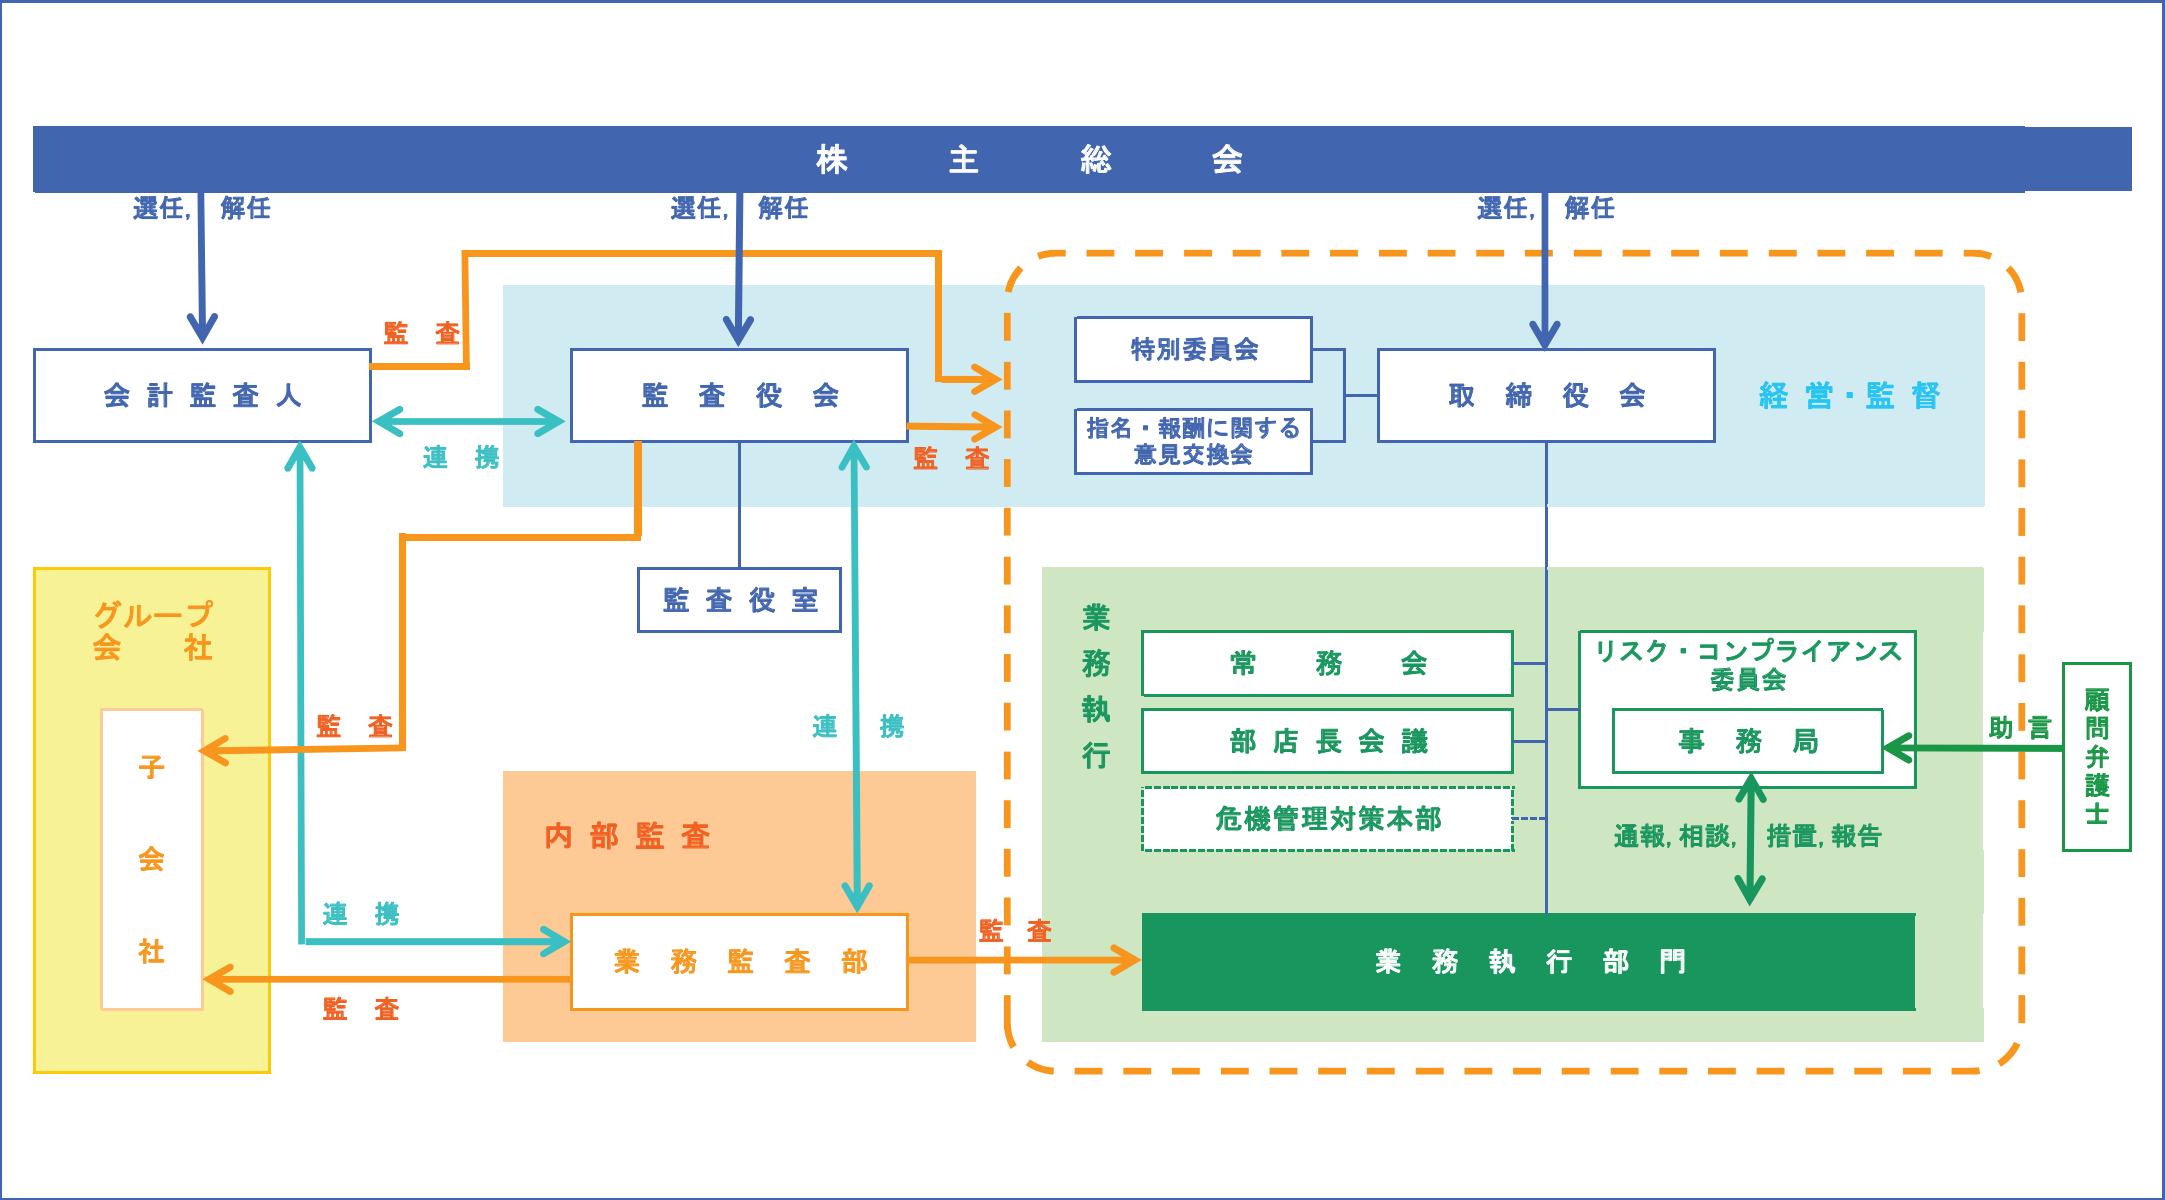 株主総会
選任, 解任
選任, 解任
選任, 解任
監査
会計監査人
監査役会
特別委員会
指名・報酬に関する
意見交換会
取締役会
経営・監督
連携
監査
監査役室
グループ
会社
子会社
監査
連携
業務執行
常務会
部店長会議
危機管理対策本部
リスク・コンプライアンス
委員会
事務局
助言
顧問弁護士
通報, 相談, 措置, 報告
内部監査
連携
業務監査部
監査
監査
業務執行部門